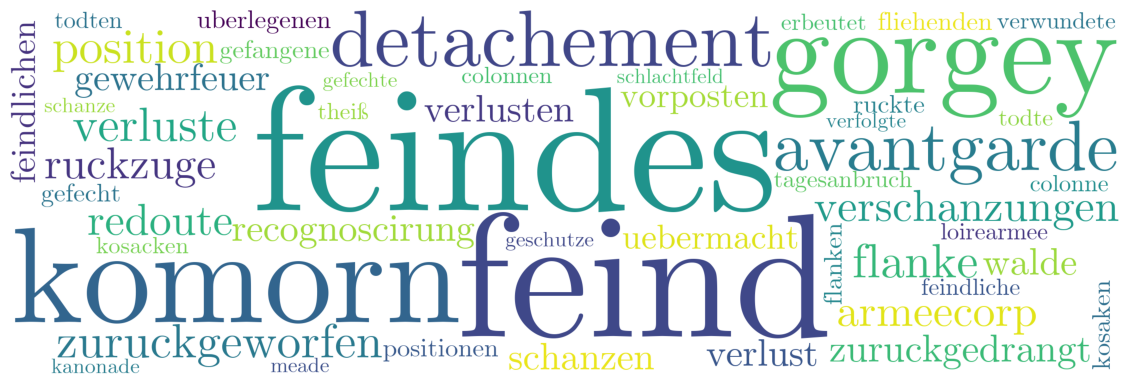 todten
uberlegenen
detachement
erbeutet
fliehenden
verwundete
position
gefangene
gorgey
feindlichen
gewehrfeuer
gefechte
colonnen
schlachtfeld
schanze
theiß
verlusten
vorposten
ruckte
verluste
feindes
verfolgte
todte
ruckzuge
avantgarde
gefecht
tagesanbruch
colonne
redoute
recognoscirung
feind
verschanzungen
kosacken
geschutze
uebermacht
flanken
loirearmee
komorn
flanke
walde
feindliche
kosaken
armeecorp
zuruckgeworfen
positionen
schanzen
verlust
zuruckgedrangt
kanonade
meade